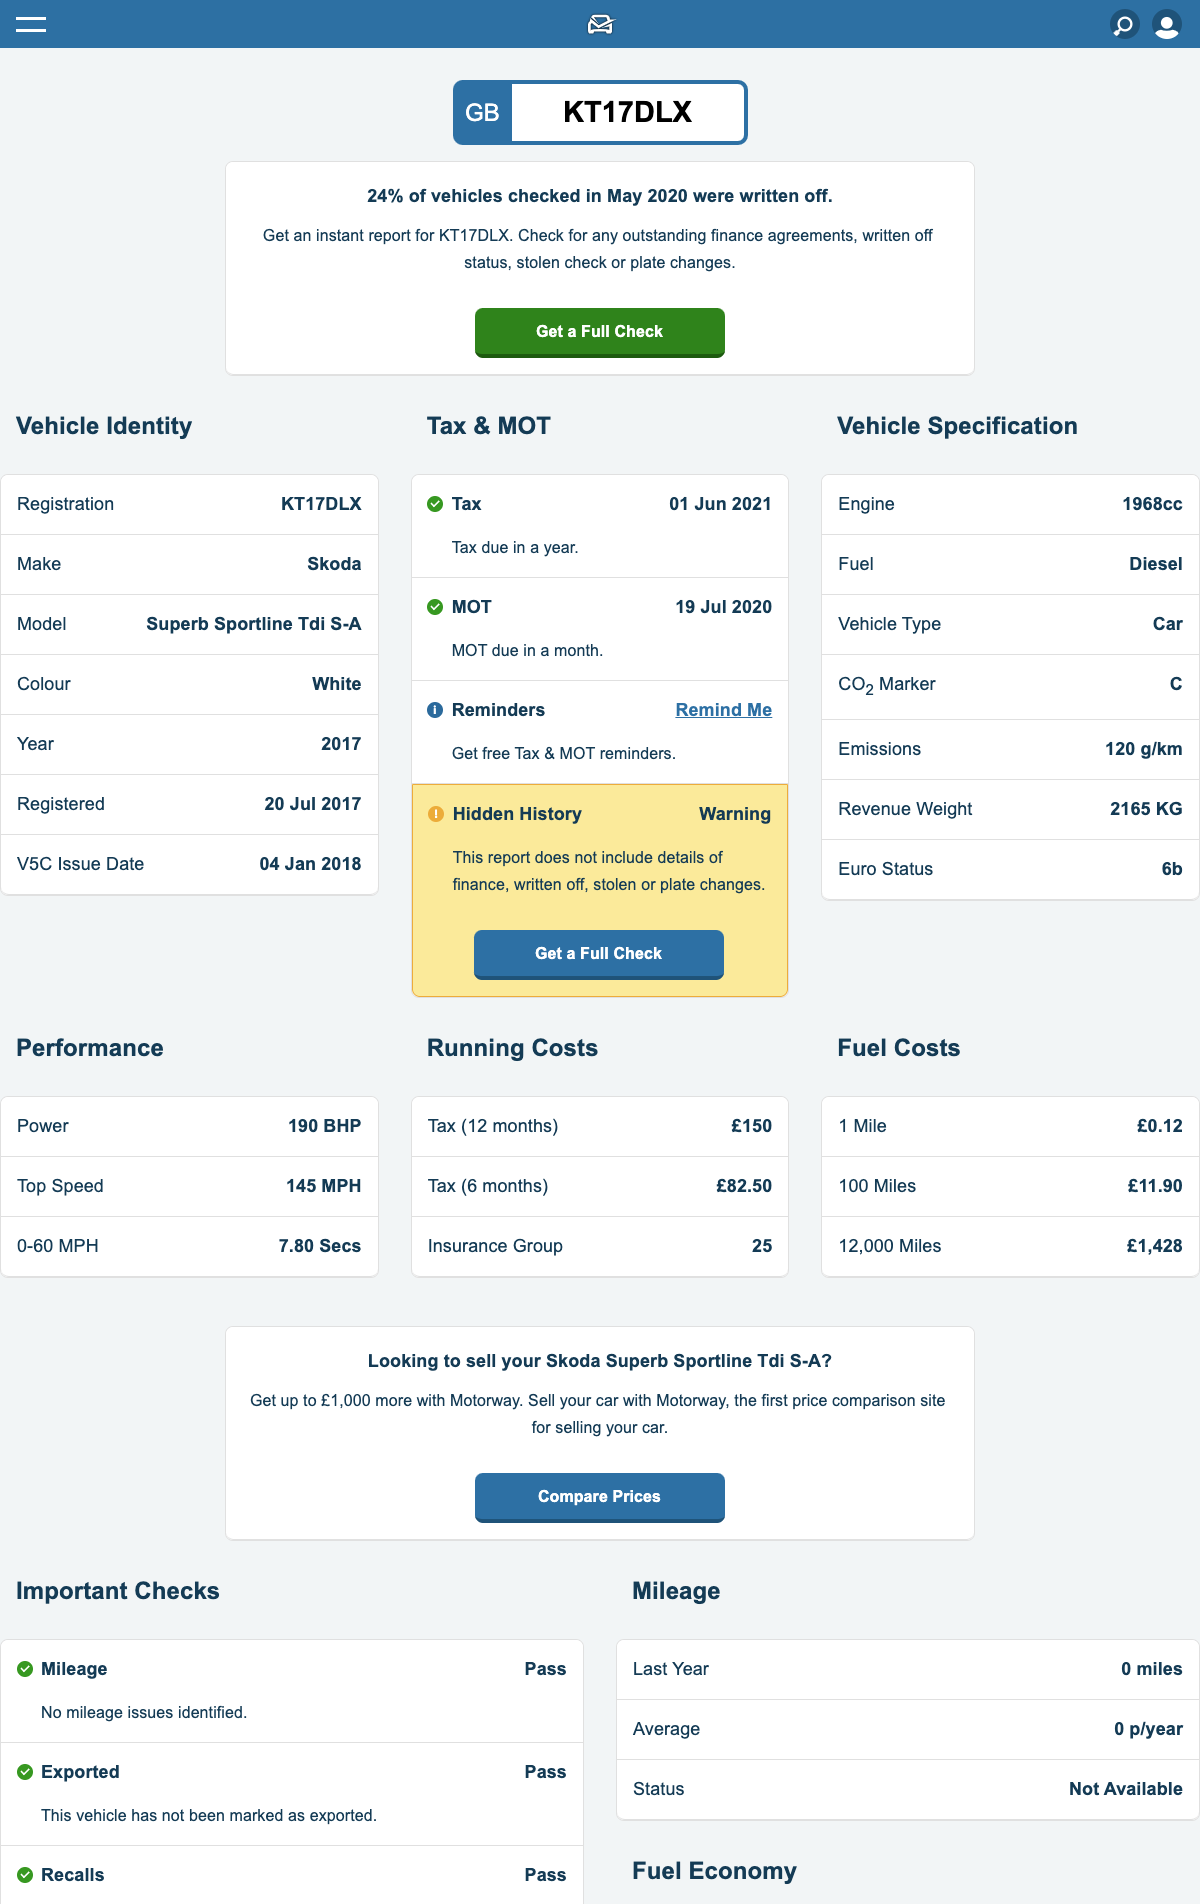 GB KT17DLX
24% of vehicles checked in May 2020 were written off.
Get an instant report for KT17DLX. Check for any outstanding finance agreements, written off
status, stolen check or plate changes.
Get a Full Check
Vehicle Identity
Registration KT17DLX
Make Skoda
Model Superb Sportline Tdi S-A
Colour White
Year 2017
Registered 20 Jul 2017
V5C Issue Date 04 Jan 2018
Tax & MOT
Tax 01 Jun 2021
Tax due in a year.
MOT 19 Jul 2020
MOT due in a month.
Reminders Remind Me
Get free Tax & MOT reminders.
Hidden History Warning
This report does not include details of
finance, written off, stolen or plate changes.
Get a Full Check
Vehicle Specification
Engine 1968cc
Fuel Diesel
Vehicle Type Car
CO2 Marker C
Emissions 120 g/km
Revenue Weight 2165 KG
Euro Status 6b
Performance
Power 190 BHP
Top Speed 145 MPH
0-60 MPH 7.80 Secs
Running Costs
Tax (12 months) £150
Tax (6 months) £82.50
Insurance Group 25
Fuel Costs
1 Mile £0.12
100 Miles £11.90
12,000 Miles £1,428
Looking to sell your Skoda Superb Sportline Tdi S-A?
Get up to £1,000 more with Motorway. Sell your car with Motorway, the first price comparison site
for selling your car.
Compare Prices
Important Checks
Mileage Pass
No mileage issues identified.
Exported Pass
This vehicle has not been marked as exported.
Recalls Pass
Mileage
Last Year 0 miles
Average 0 p/year
Status Not Available
Fuel Economy